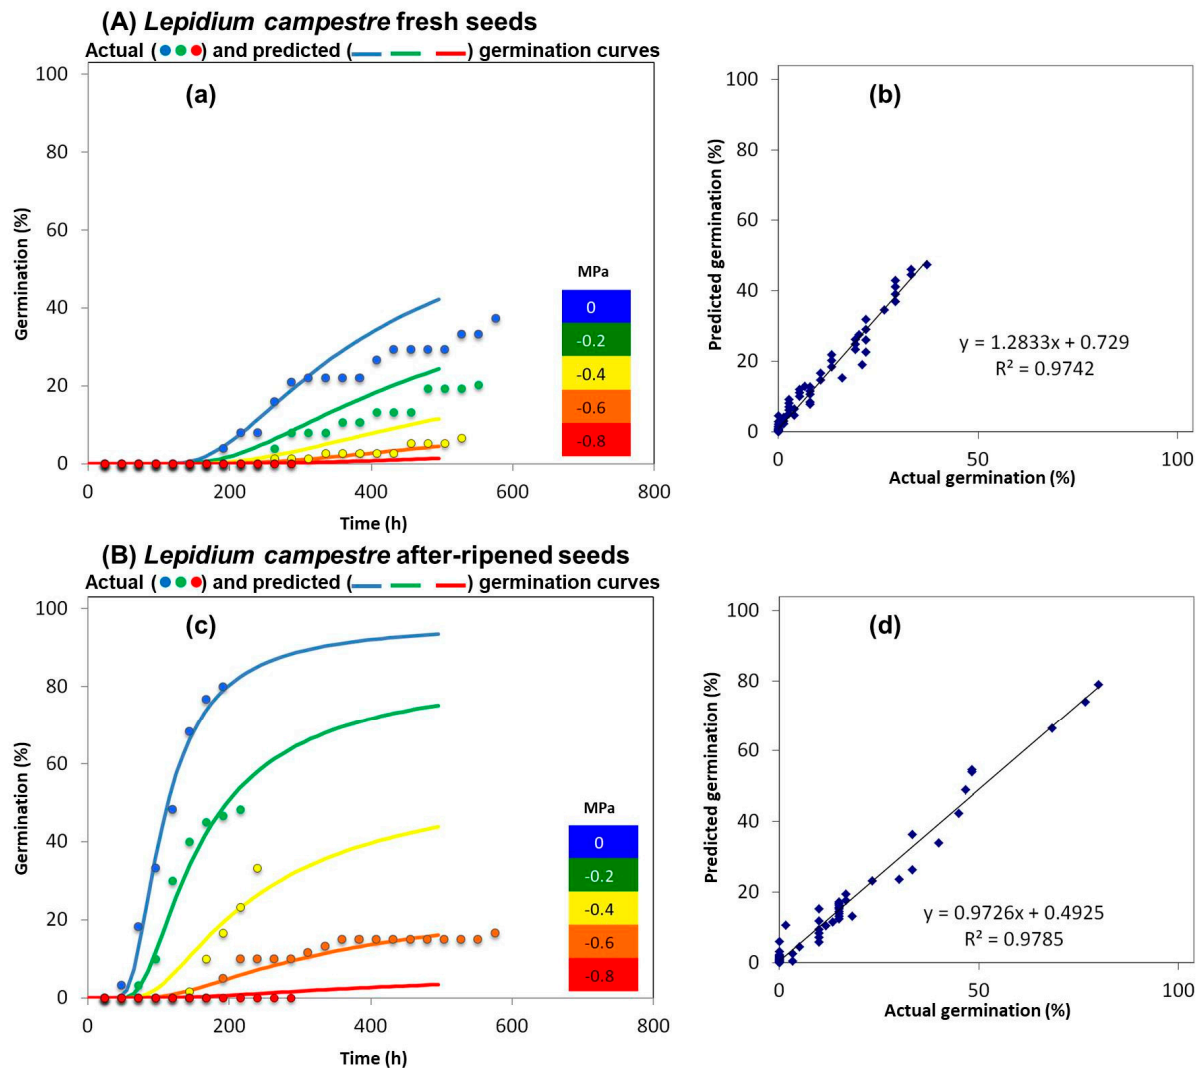 (A) Lepidium campestre fresh seeds
Actual (●●●) and predicted (— — —) germination curves
(a)
100
80
60
40
20
0
Germination (%)
0 200 400 600 800
Time (h)
MPa
0
-0.2
-0.4
-0.6
-0.8
(b)
100
80
60
40
20
0
Predicted germination (%)
y = 1.2833x + 0.729
R² = 0.9742
0 50 100
Actual germination (%)
(B) Lepidium campestre after-ripened seeds
Actual (●●●) and predicted (— — —) germination curves
(c)
100
80
60
40
20
0
Germination (%)
0 200 400 600 800
Time (h)
MPa
0
-0.2
-0.4
-0.6
-0.8
(d)
100
80
60
40
20
0
Predicted germination (%)
y = 0.9726x + 0.4925
R² = 0.9785
0 50 100
Actual germination (%)